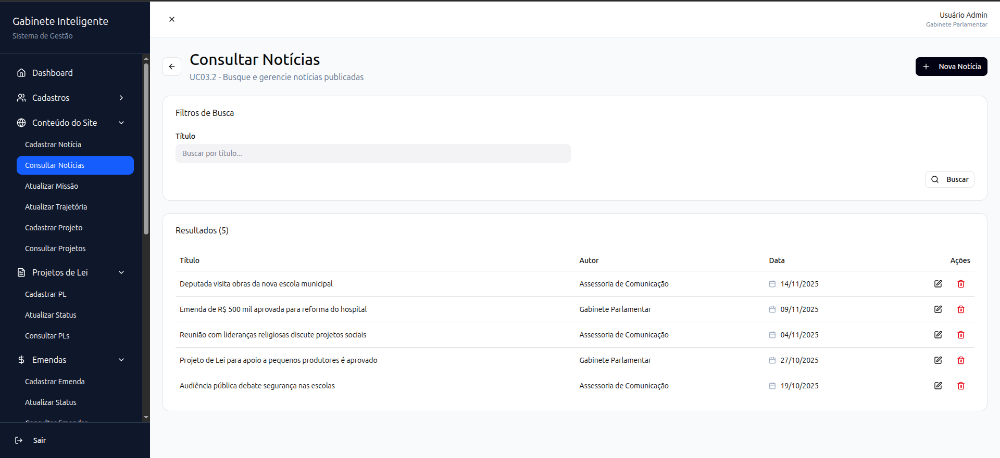 Gabinete Inteligente
Sistema de Gestão
Dashboard
Cadastros
Conteúdo do Site
Cadastrar Notícia
Consultar Notícias
Atualizar Missão
Atualizar Trajetória
Cadastrar Projeto
Consultar Projetos
Projetos de Lei
Cadastrar PL
Atualizar Status
Consultar PLs
Emendas
Cadastrar Emenda
Atualizar Status
Consultar Emendas
Sair
Usuário Admin
Gabinete Parlamentar
Consultar Notícias
UC03.2 - Busque e gerencie notícias publicadas
Nova Notícia
Filtros de Busca
Título
Buscar por título...
Buscar
Resultados (5)
Título Autor Data Ações
Deputada visita obras da nova escola municipal Assessoria de Comunicação 14/11/2025
Emenda de R$ 500 mil aprovada para reforma do hospital Gabinete Parlamentar 09/11/2025
Reunião com lideranças religiosas discute projetos sociais Assessoria de Comunicação 04/11/2025
Projeto de Lei para apoio a pequenos produtores é aprovado Gabinete Parlamentar 27/10/2025
Audiência pública debate segurança nas escolas Assessoria de Comunicação 19/10/2025